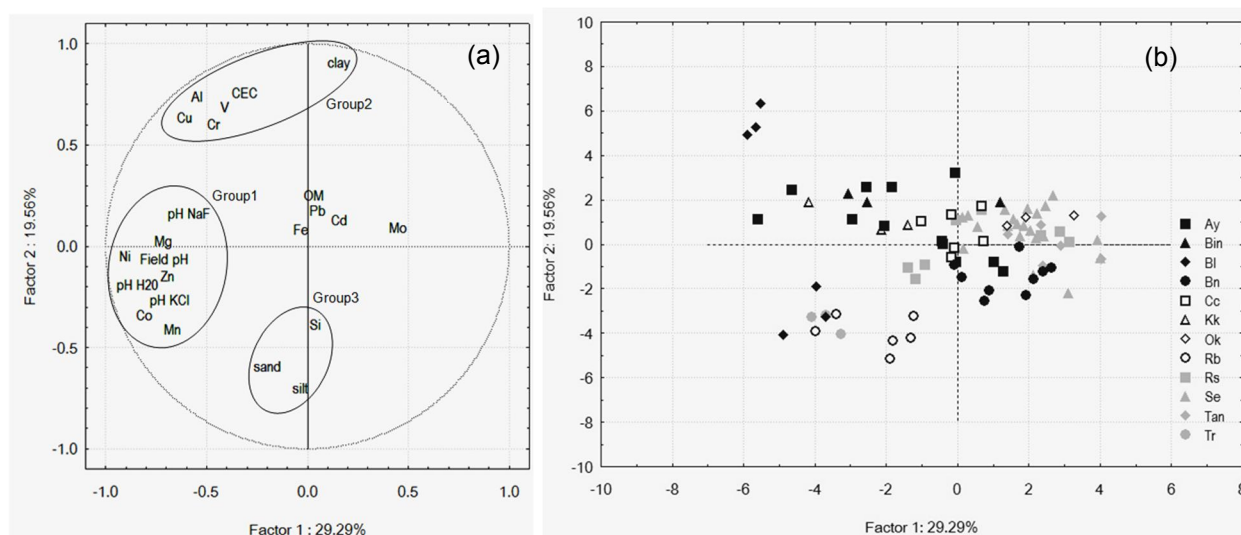 (a)
1.0
0.5
0.0
-0.5
-1.0
Factor 2 : 19.56%
clay
Al
CEC
V
Cu
Cr
Group2
Group1
OM
pH NaF
Pb
Cd
Fe
Mo
Mg
Ni
Field pH
Zn
pH H20
pH KCl
Co
Mn
Group3
Si
sand
silt
-1.0 -0.5 0.0 0.5 1.0
Factor 1 : 29.29%
(b)
10
8
6
4
2
0
-2
-4
-6
-8
-10
Factor 2: 19.56%
Ay
Bin
Bl
Bn
Cc
Kk
Ok
Rb
Rs
Se
Tan
Tr
-10 -8 -6 -4 -2 0 2 4 6 8
Factor 1: 29.29%